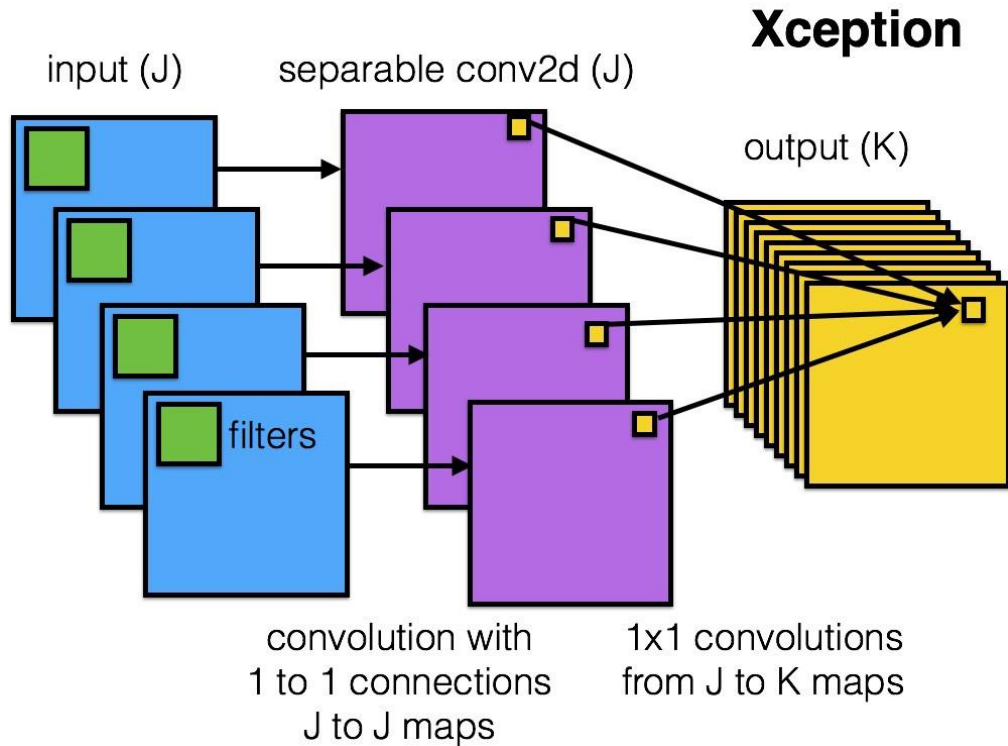 Xception
input (J)
separable conv2d (J)
output (K)
filters
convolution with
1 to 1 connections
J to J maps
1x1 convolutions
from J to K maps